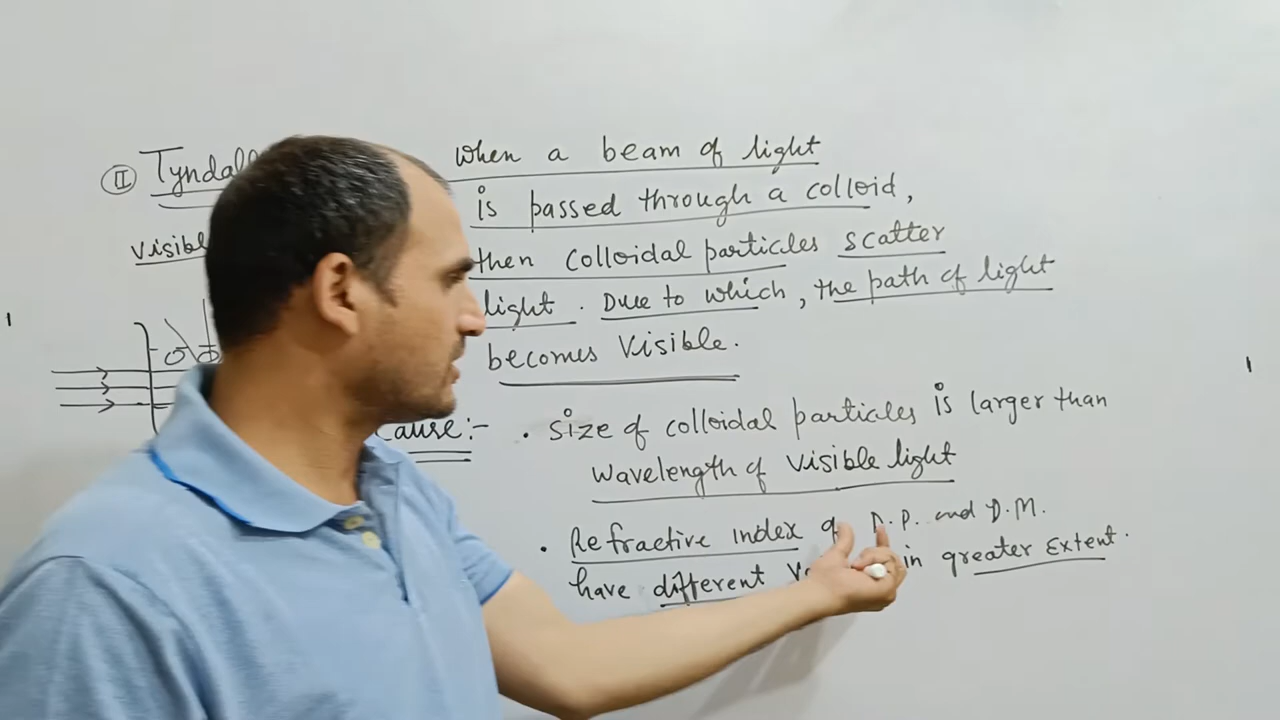 II Tyndall
when a beam of light
is passed through a colloid,
visible
then colloidal particles scatter
light. Due to which, the path of light
becomes visible.
Cause:- • size of colloidal particles is larger than
wavelength of visible light
• Refractive index of D.P. and D.M.
have different in greater extent.